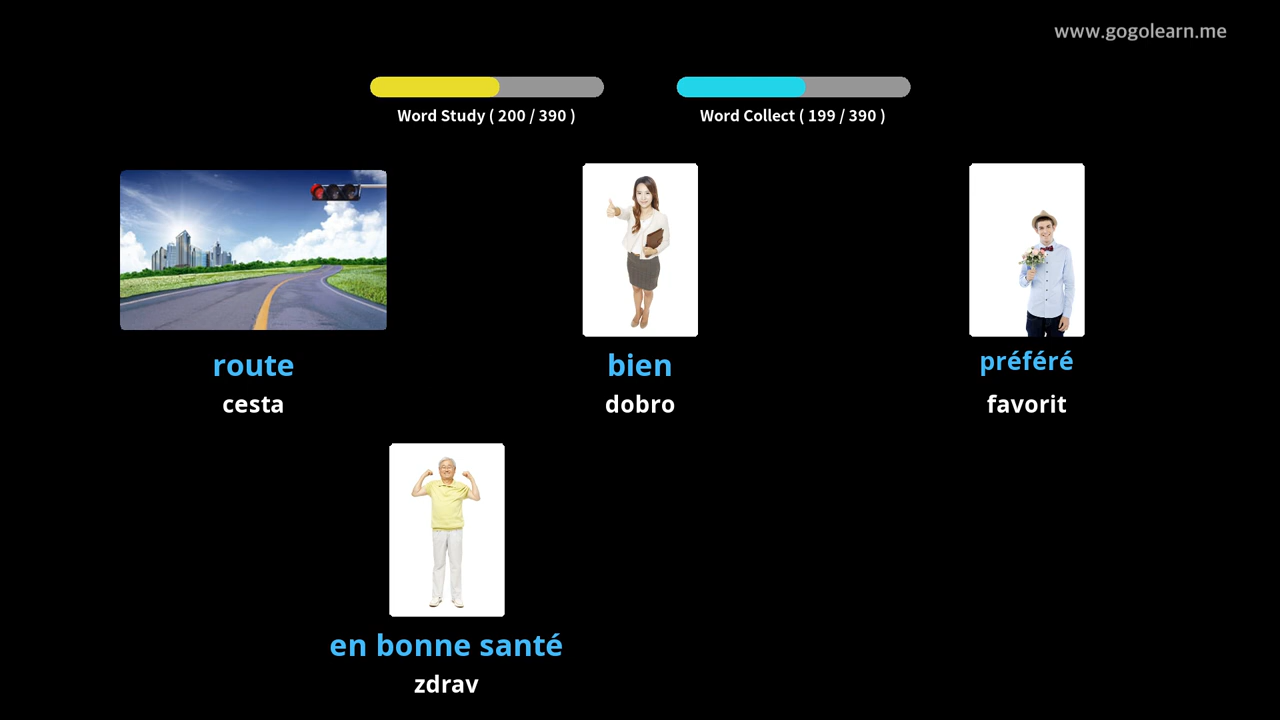 www.gogolearn.me
Word Study ( 200 / 390 )
Word Collect ( 199 / 390 )
route
cesta
bien
dobro
préféré
favorit
en bonne santé
zdrav